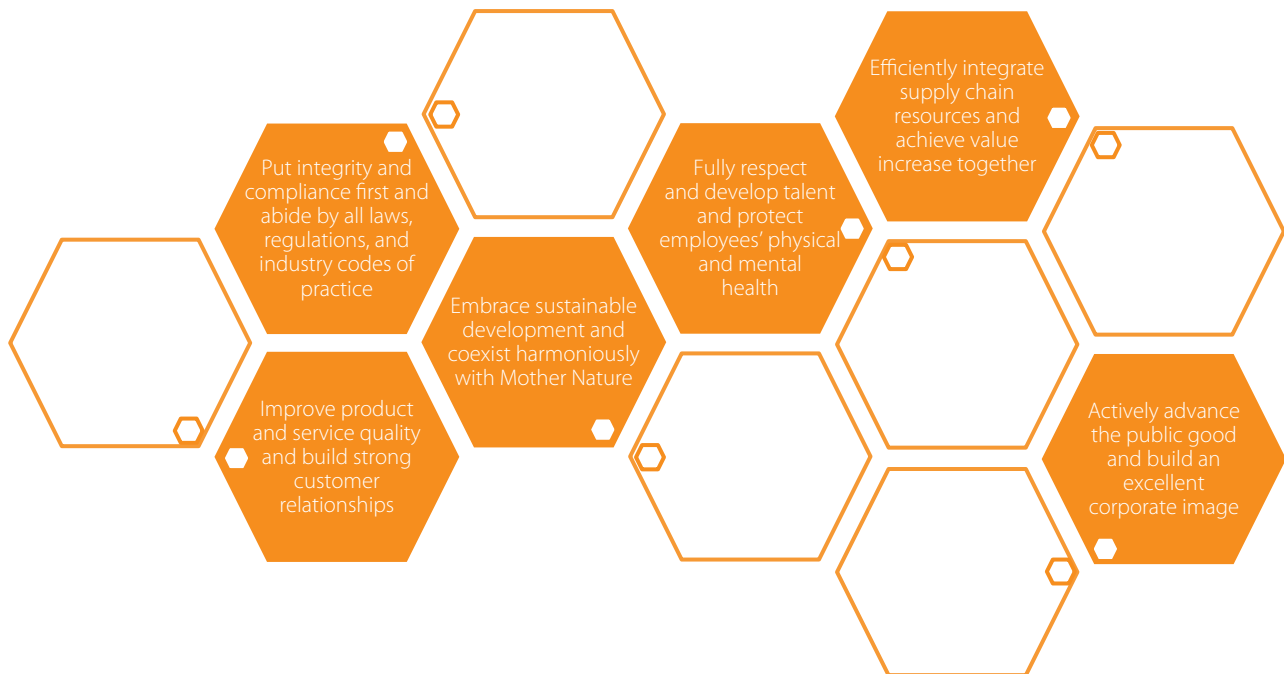 Put integrity and
compliance first and
abide by all laws,
regulations, and
industry codes of
practice
Improve product
and service quality
and build strong
customer
relationships
Embrace sustainable
development and
coexist harmoniously
with Mother Nature
Fully respect
and develop talent
and protect
employees’ physical
and mental
health
Efficiently integrate
supply chain
resources and
achieve value
increase together
Actively advance
the public good
and build an
excellent
corporate image